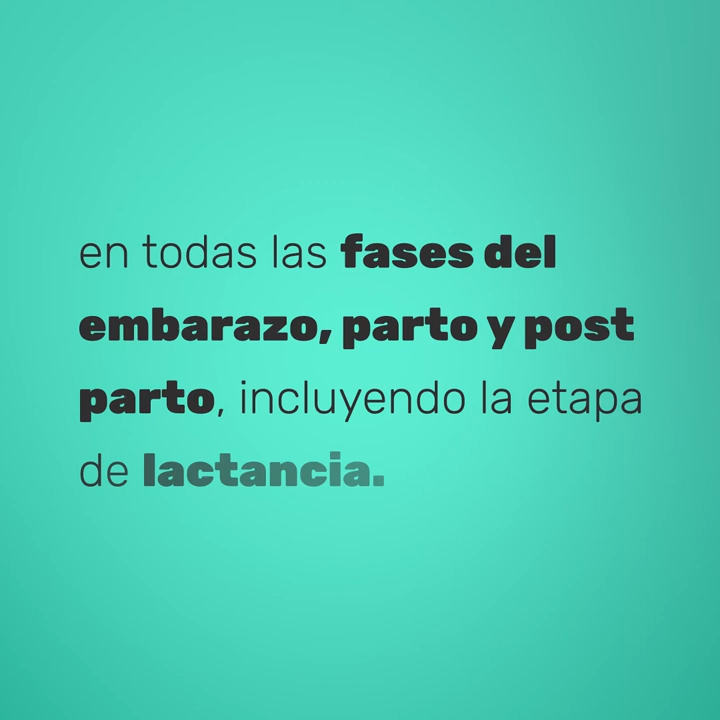 en todas las fases del
embarazo, parto y post
parto, incluyendo la etapa
de lactancia.